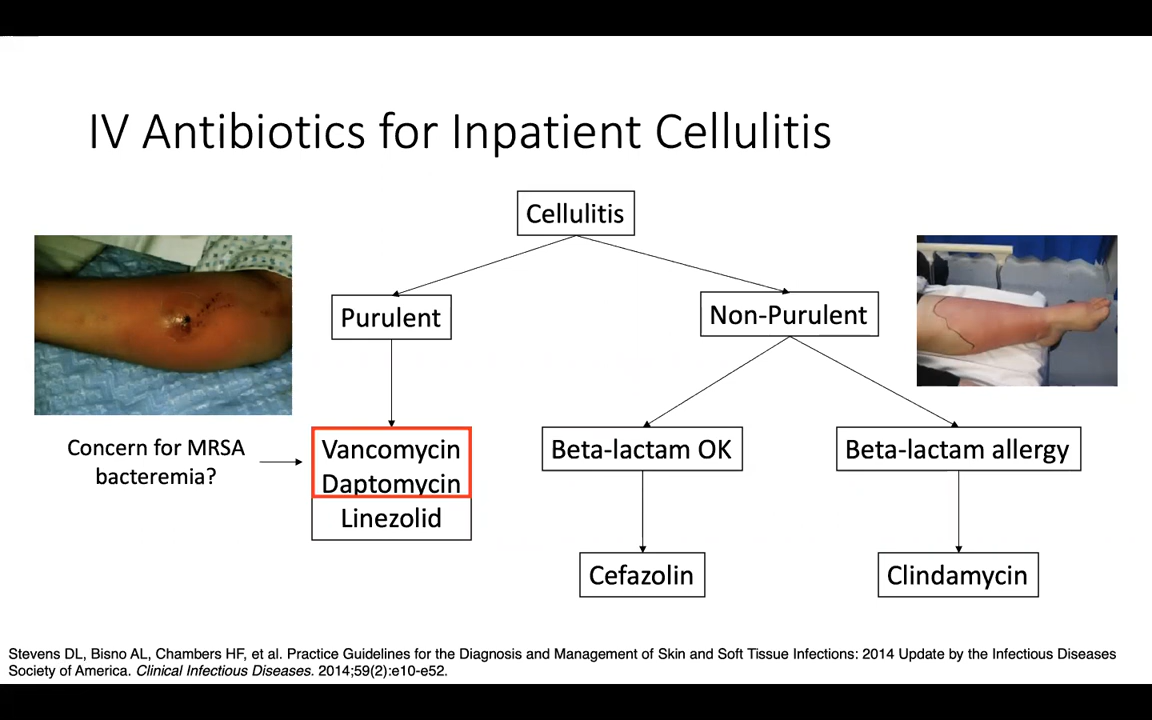 IV Antibiotics for Inpatient Cellulitis
Cellulitis
Purulent
Non-Purulent
Concern for MRSA
bacteremia?
Vancomycin
Daptomycin
Linezolid
Beta-lactam OK
Beta-lactam allergy
Cefazolin
Clindamycin
Stevens DL, Bisno AL, Chambers HF, et al. Practice Guidelines for the Diagnosis and Management of Skin and Soft Tissue Infections: 2014 Update by the Infectious Diseases
Society of America. Clinical Infectious Diseases. 2014;59(2):e10-e52.